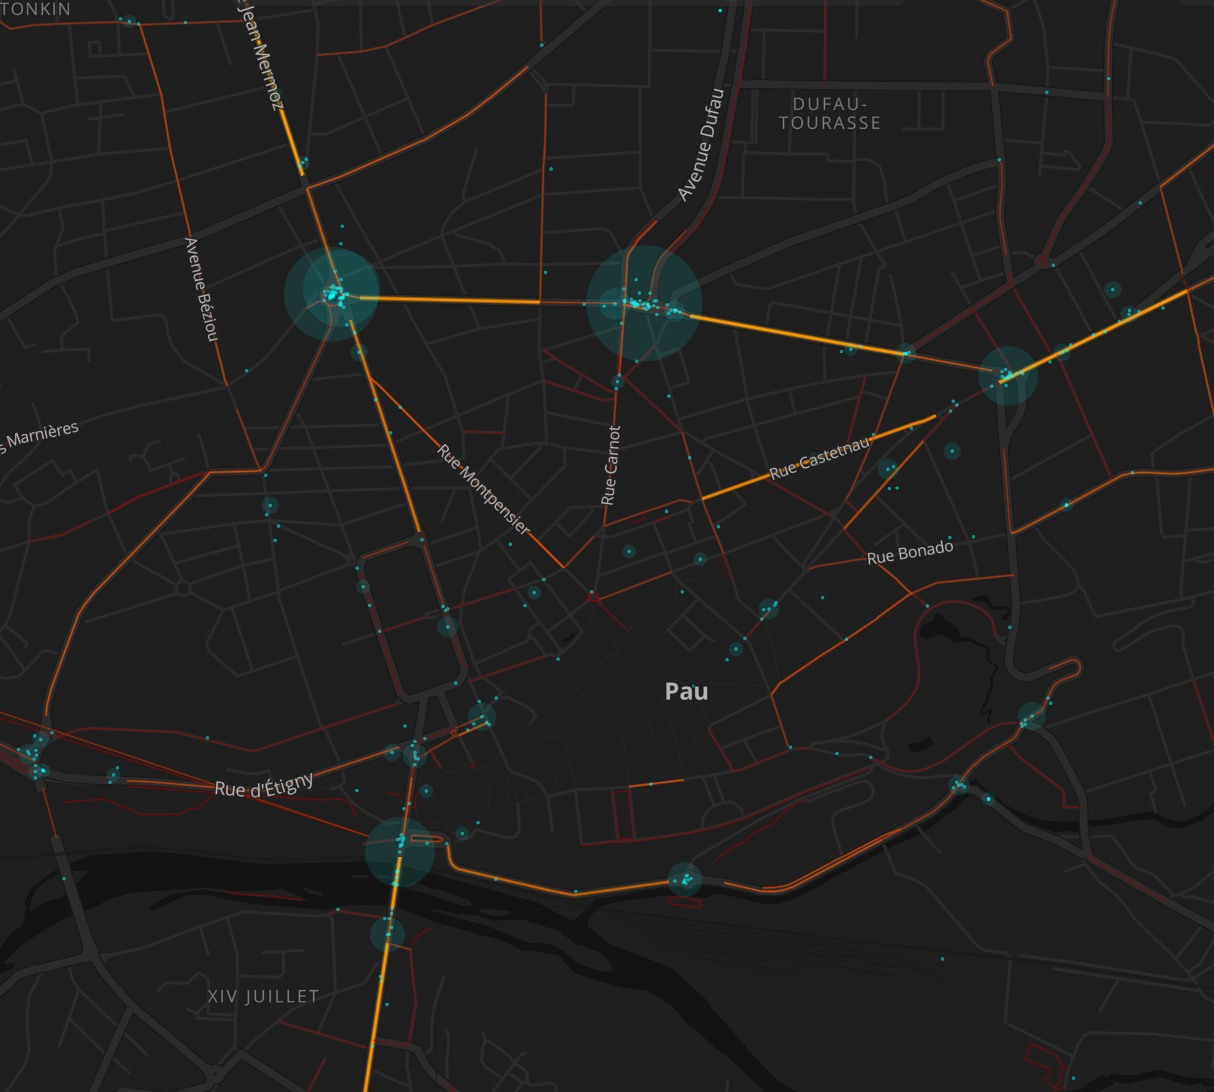 TONKIN
Jean Mermoz
Avenue Dufau
DUFAU-
TOURASSE
Avenue Béziou
s Marnières
Rue Montpensier
Rue Carnot
Rue Castetnau
Rue Bonado
Pau
Rue d'Étigny
XIV JUILLET